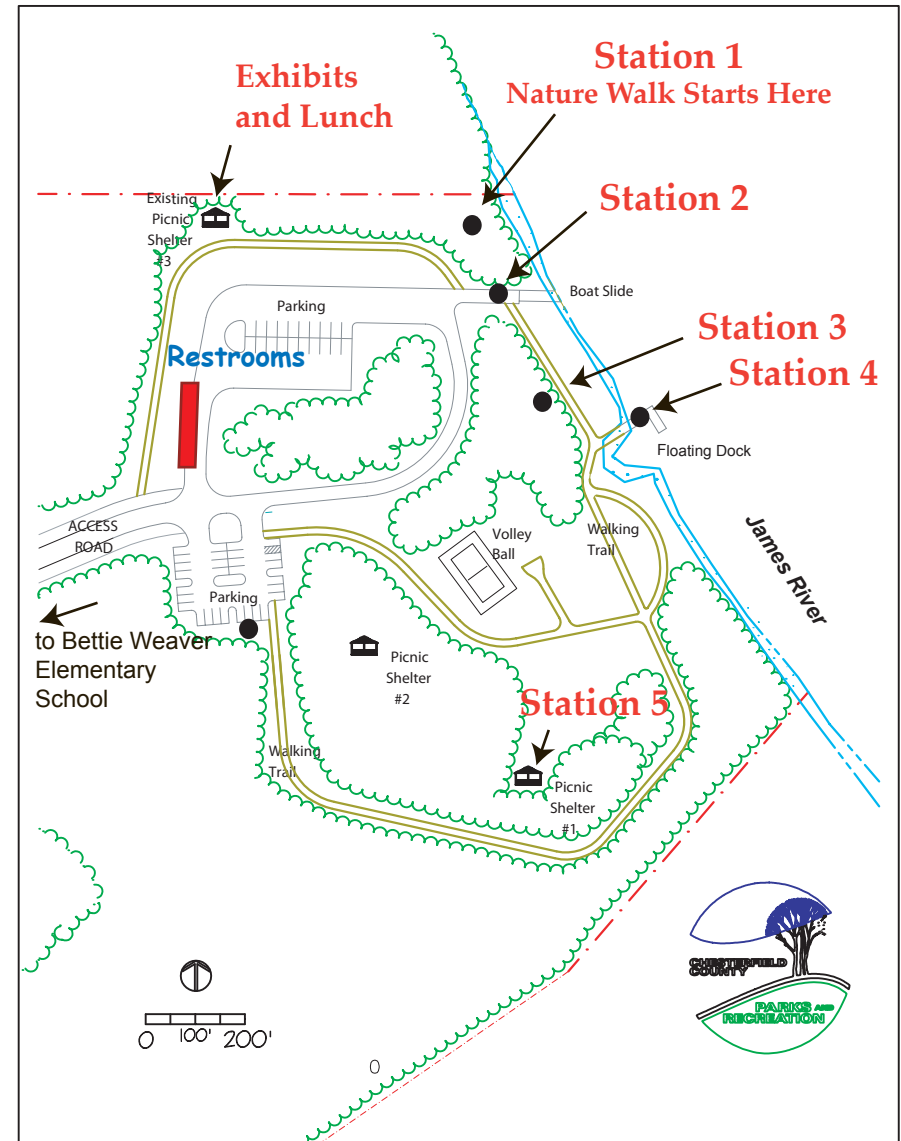 Exhibits
and Lunch
Station 1
Nature Walk Starts Here
Station 2
Existing
Picnic
Shelter
#3
Boat Slide
Parking
Station 3
Restrooms
Station 4
Floating Dock
ACCESS
ROAD
Volley
Ball
Walking
Trail
James River
Parking
to Bettie Weaver
Elementary
School
Picnic
Shelter
#2
Station 5
Walking
Trail
Picnic
Shelter
#1
CHESTERFIELD
COUNTY
PARKS AND
RECREATION
0 100' 200'
0